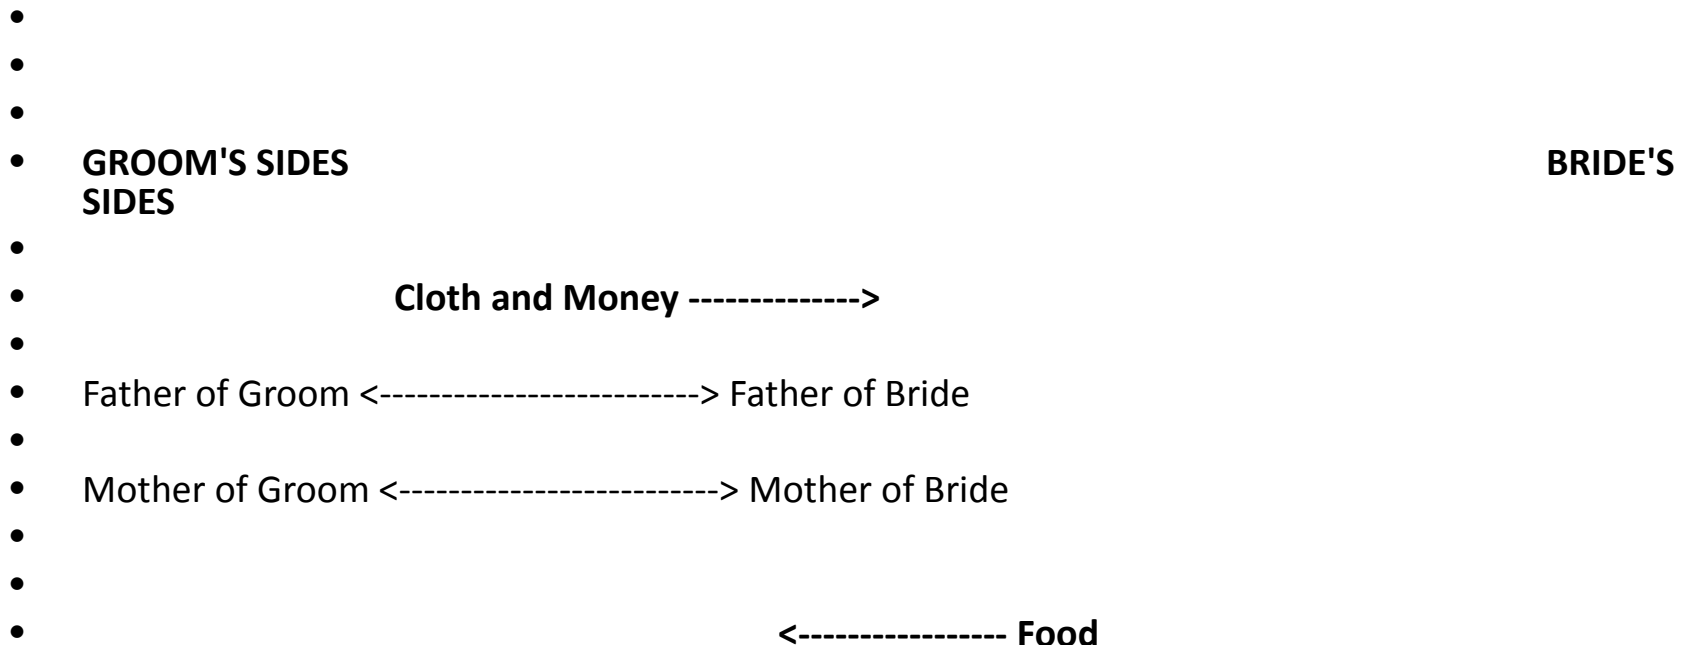 •
•
•
• GROOM'S SIDES BRIDE'S
SIDES
•
• Cloth and Money -------------->
•
• Father of Groom <--------------------------> Father of Bride
•
• Mother of Groom <--------------------------> Mother of Bride
•
•
• <----------------- Food